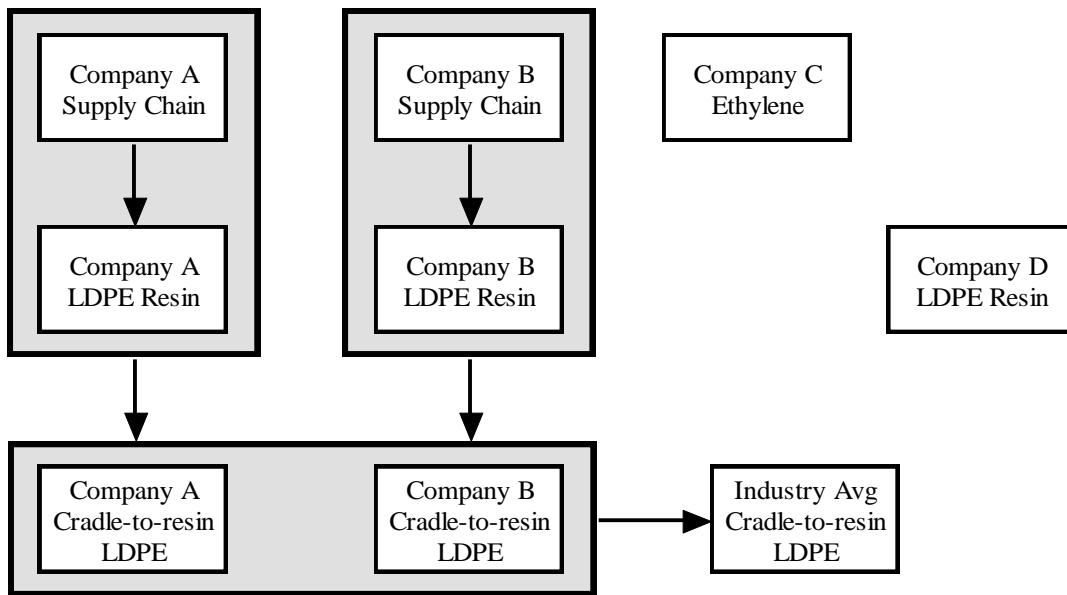 Company A
Supply Chain
Company B
Supply Chain
Company C
Ethylene
Company A
LDPE Resin
Company B
LDPE Resin
Company D
LDPE Resin
Company A
Cradle-to-resin
LDPE
Company B
Cradle-to-resin
LDPE
Industry Avg
Cradle-to-resin
LDPE